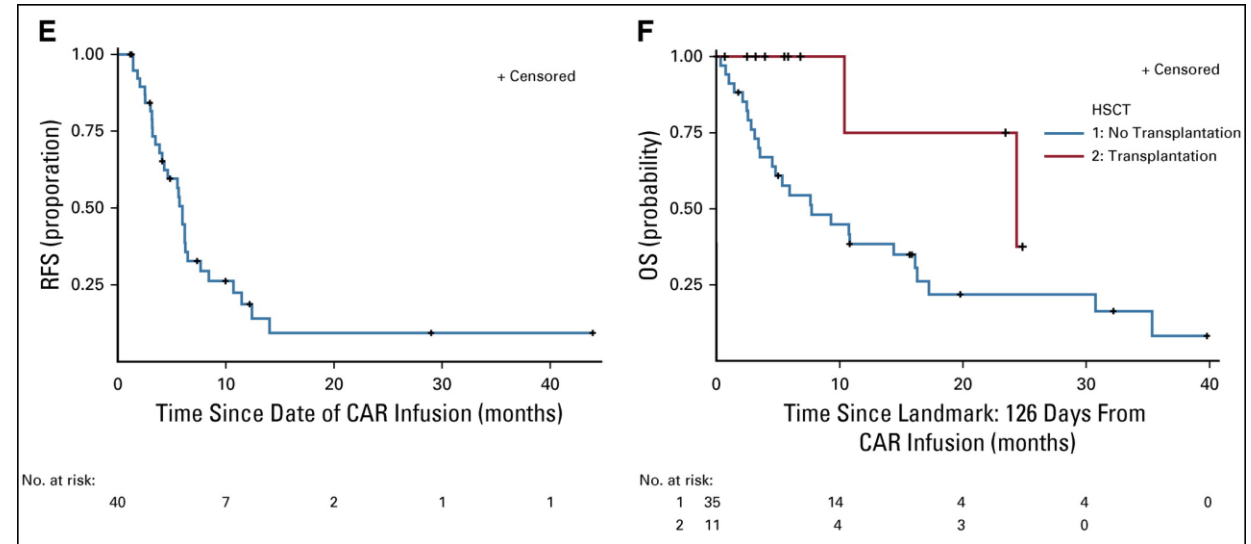 E
1.00
0.75
0.50
0.25
RFS (proporation)
+ Censored
0 10 20 30 40
Time Since Date of CAR Infusion (months)
No. at risk:
40 7 2 1 1
F
1.00
0.75
0.50
0.25
OS (probability)
+ Censored
HSCT
1: No Transplantation
2: Transplantation
0 10 20 30 40
Time Since Landmark: 126 Days From
CAR Infusion (months)
No. at risk:
1 35 14 4 4 0
2 11 4 3 0